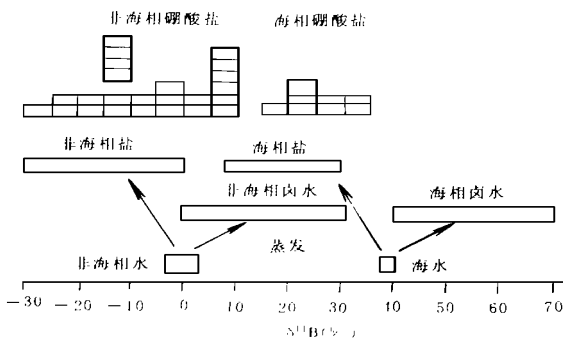 非海相硼酸盐 海相硼酸盐
非海相盐 海相盐
非海相卤水 海相卤水
蒸发
非海相水 海水
-30 -20 -10 0 10 20 30 40 50 60 70
δ¹¹B(‰)